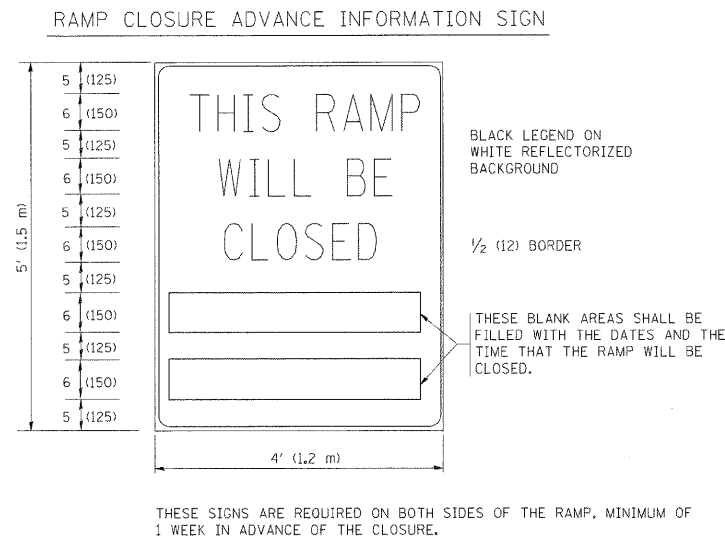 RAMP CLOSURE ADVANCE INFORMATION SIGN
5 (125)
6 (150)
5 (125)
6 (150)
5 (125)
6 (150)
5 (125)
6 (150)
5 (125)
6 (150)
5 (125)
5' (1.5 m)
THIS RAMP
WILL BE
CLOSED
BLACK LEGEND ON
WHITE REFLECTORIZED
BACKGROUND
1/2 (12) BORDER
THESE BLANK AREAS SHALL BE
FILLED WITH THE DATES AND THE
TIME THAT THE RAMP WILL BE
CLOSED.
4' (1.2 m)
THESE SIGNS ARE REQUIRED ON BOTH SIDES OF THE RAMP, MINIMUM OF
1 WEEK IN ADVANCE OF THE CLOSURE.